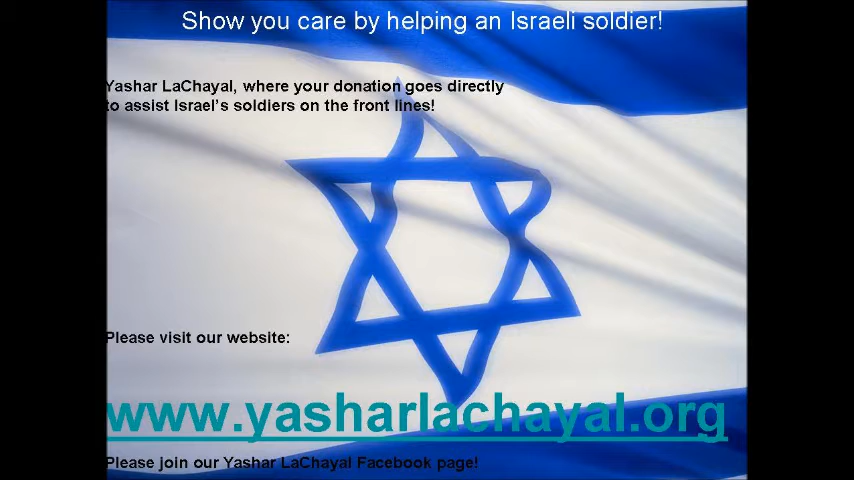 Show you care by helping an Israeli soldier!
Yashar LaChayal, where your donation goes directly
to assist Israel's soldiers on the front lines!
Please visit our website:
www.yasharlachayal.org
Please join our Yashar LaChayal Facebook page!